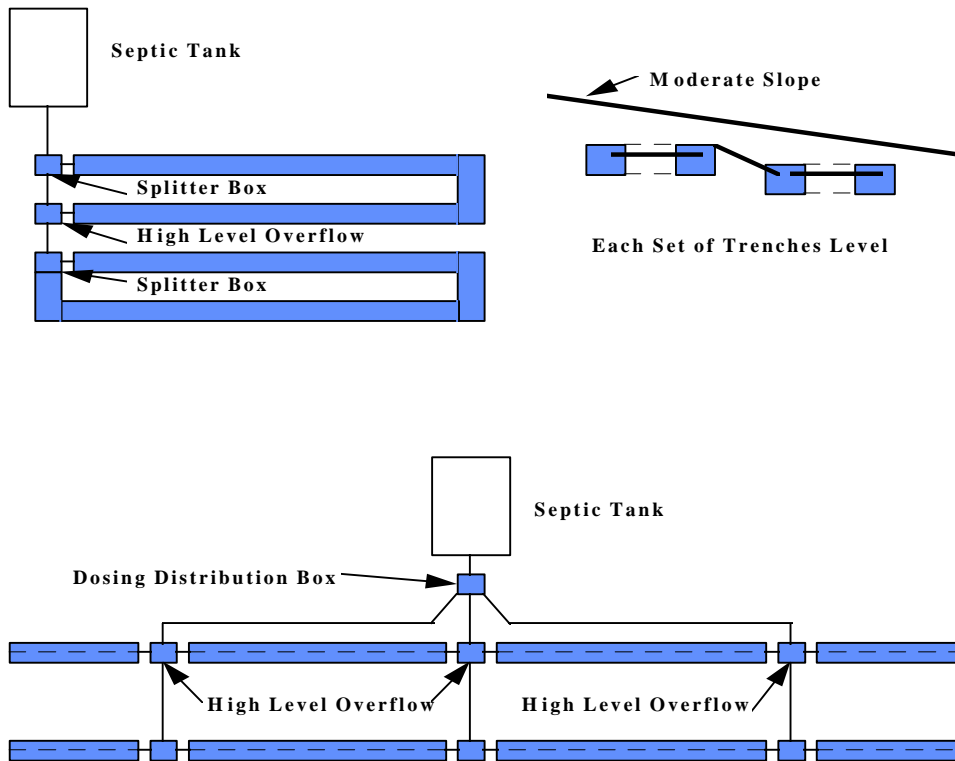 Septic Tank
Moderate Slope
Splitter Box
High Level Overflow
Each Set of Trenches Level
Splitter Box
Septic Tank
Dosing Distribution Box
High Level Overflow
High Level Overflow